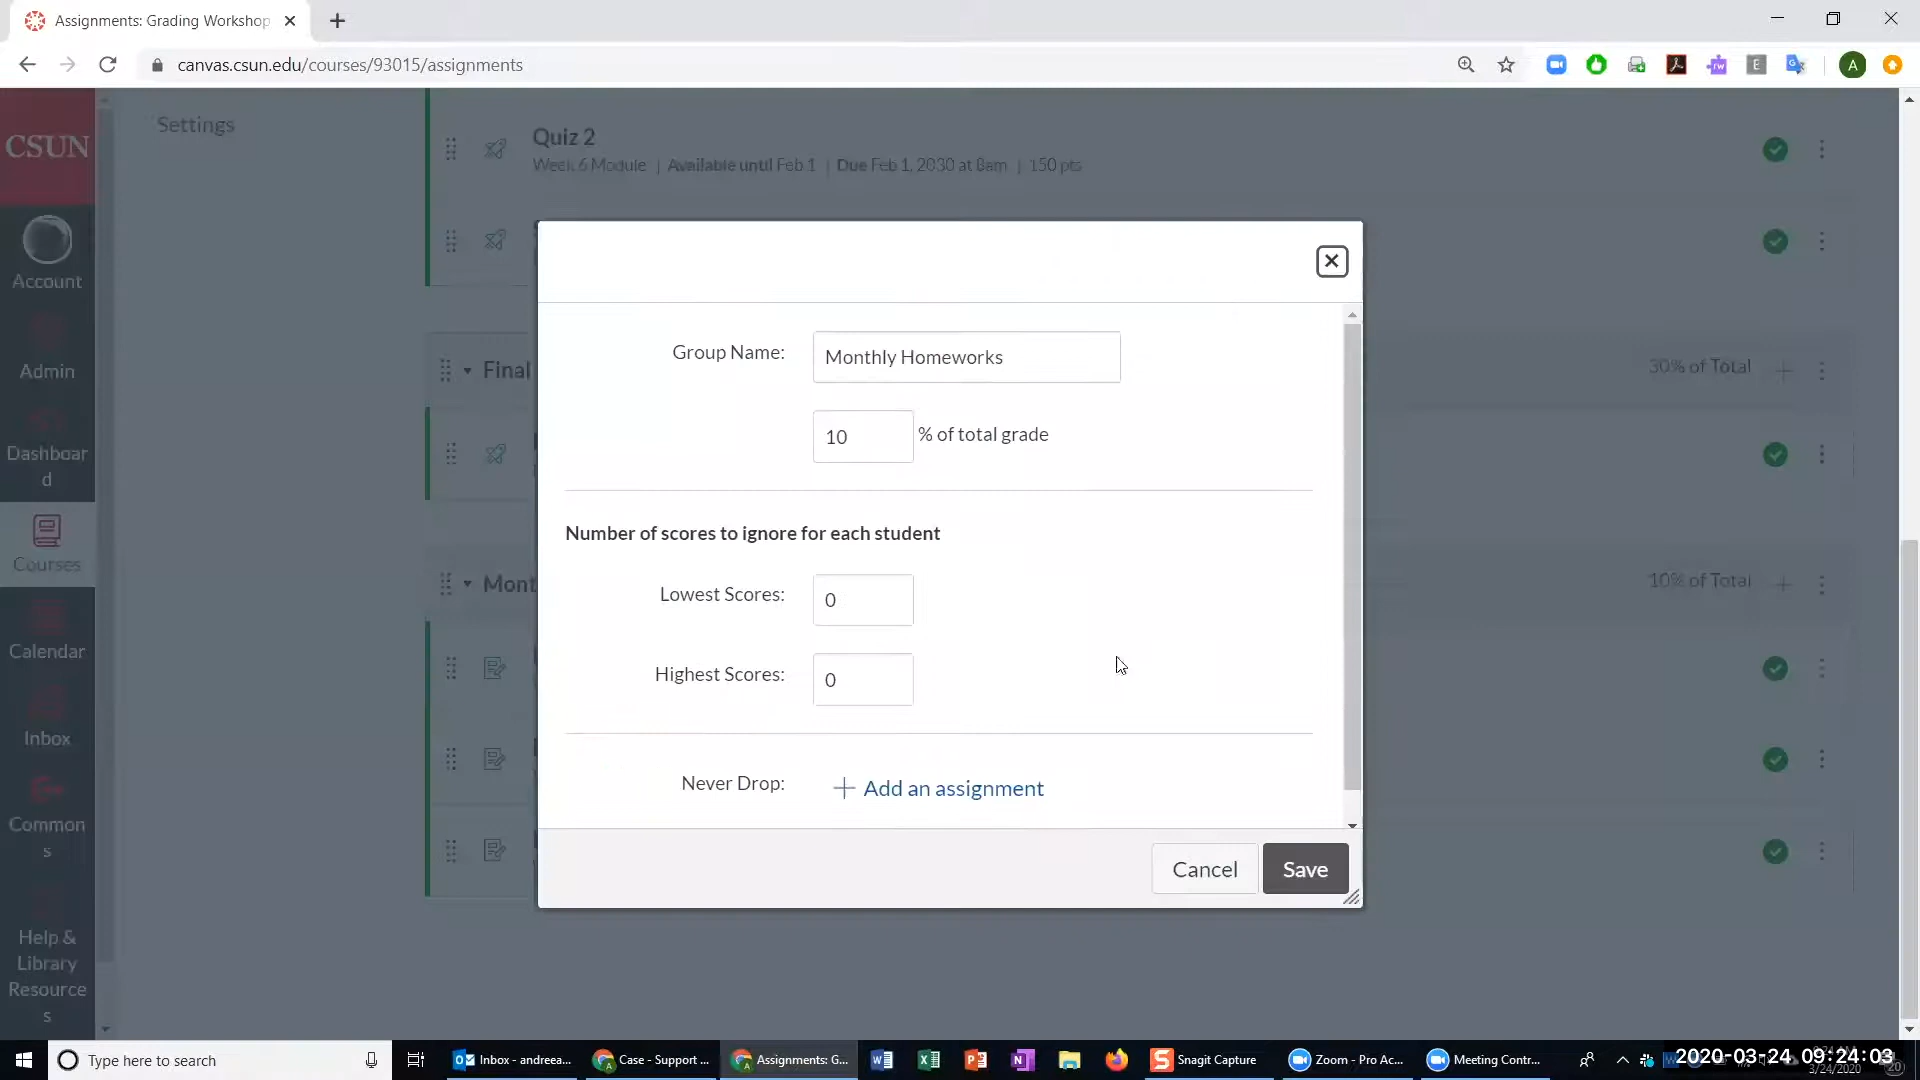 Assignments: Grading Workshop
canvas.csun.edu/courses/93015/assignments
A
CSUN
Account
Admin
Dashboar
d
Courses
Calendar
Inbox
Common
s
Help &
Library
Resource
s
Settings
Quiz 2
Week 6 Module | Available until Feb 1 | Due Feb 1, 2030 at 8am | 150 pts
Final
30% of Total
Mont
10% of Total
Group Name:
Monthly Homeworks
10
% of total grade
Number of scores to ignore for each student
Lowest Scores:
0
Highest Scores:
0
Never Drop:
Add an assignment
Cancel
Save
Type here to search
Inbox - andreea...
Case - Support ...
Assignments: G...
Snagit Capture
Zoom - Pro Ac...
Meeting Contr...
2020-03-24 09:24:03
3/24/2020
20